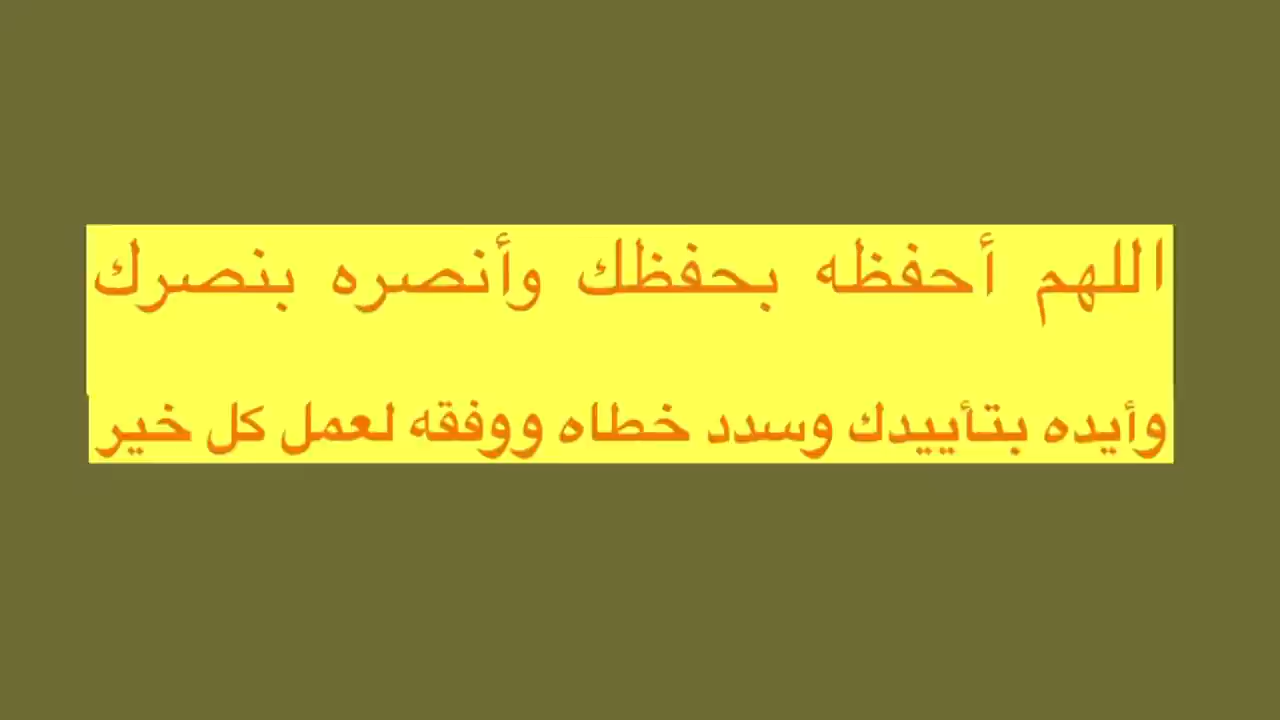 اللهم أحفظه بحفظك وأنصره بنصرك
وأيده بتأييدك وسدد خطاه ووفقه لعمل كل خير